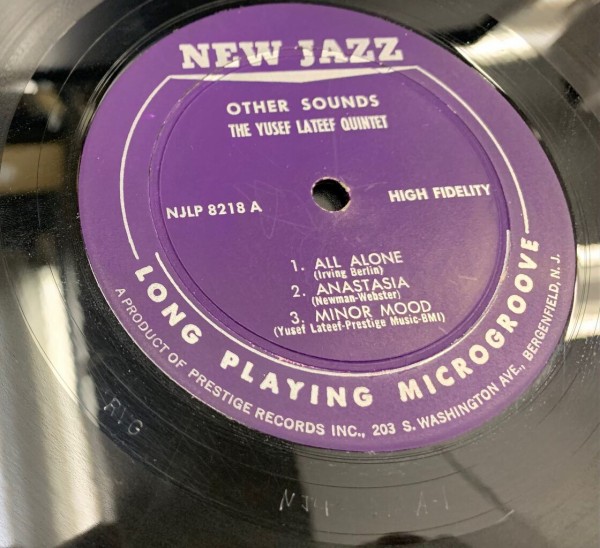 NEW JAZZ
OTHER SOUNDS
THE YUSEF LATEEF QUINTET
NJLP 8218 A
HIGH FIDELITY
1. ALL ALONE
(Irving Berlin)
2. ANASTASIA
(Newman-Webster)
3. MINOR MOOD
(Yusef Lateef-Prestige Music-BMI)
LONG PLAYING MICROGROOVE
A PRODUCT OF PRESTIGE RECORDS INC., 203 S. WASHINGTON AVE., BERGENFIELD, N. J.